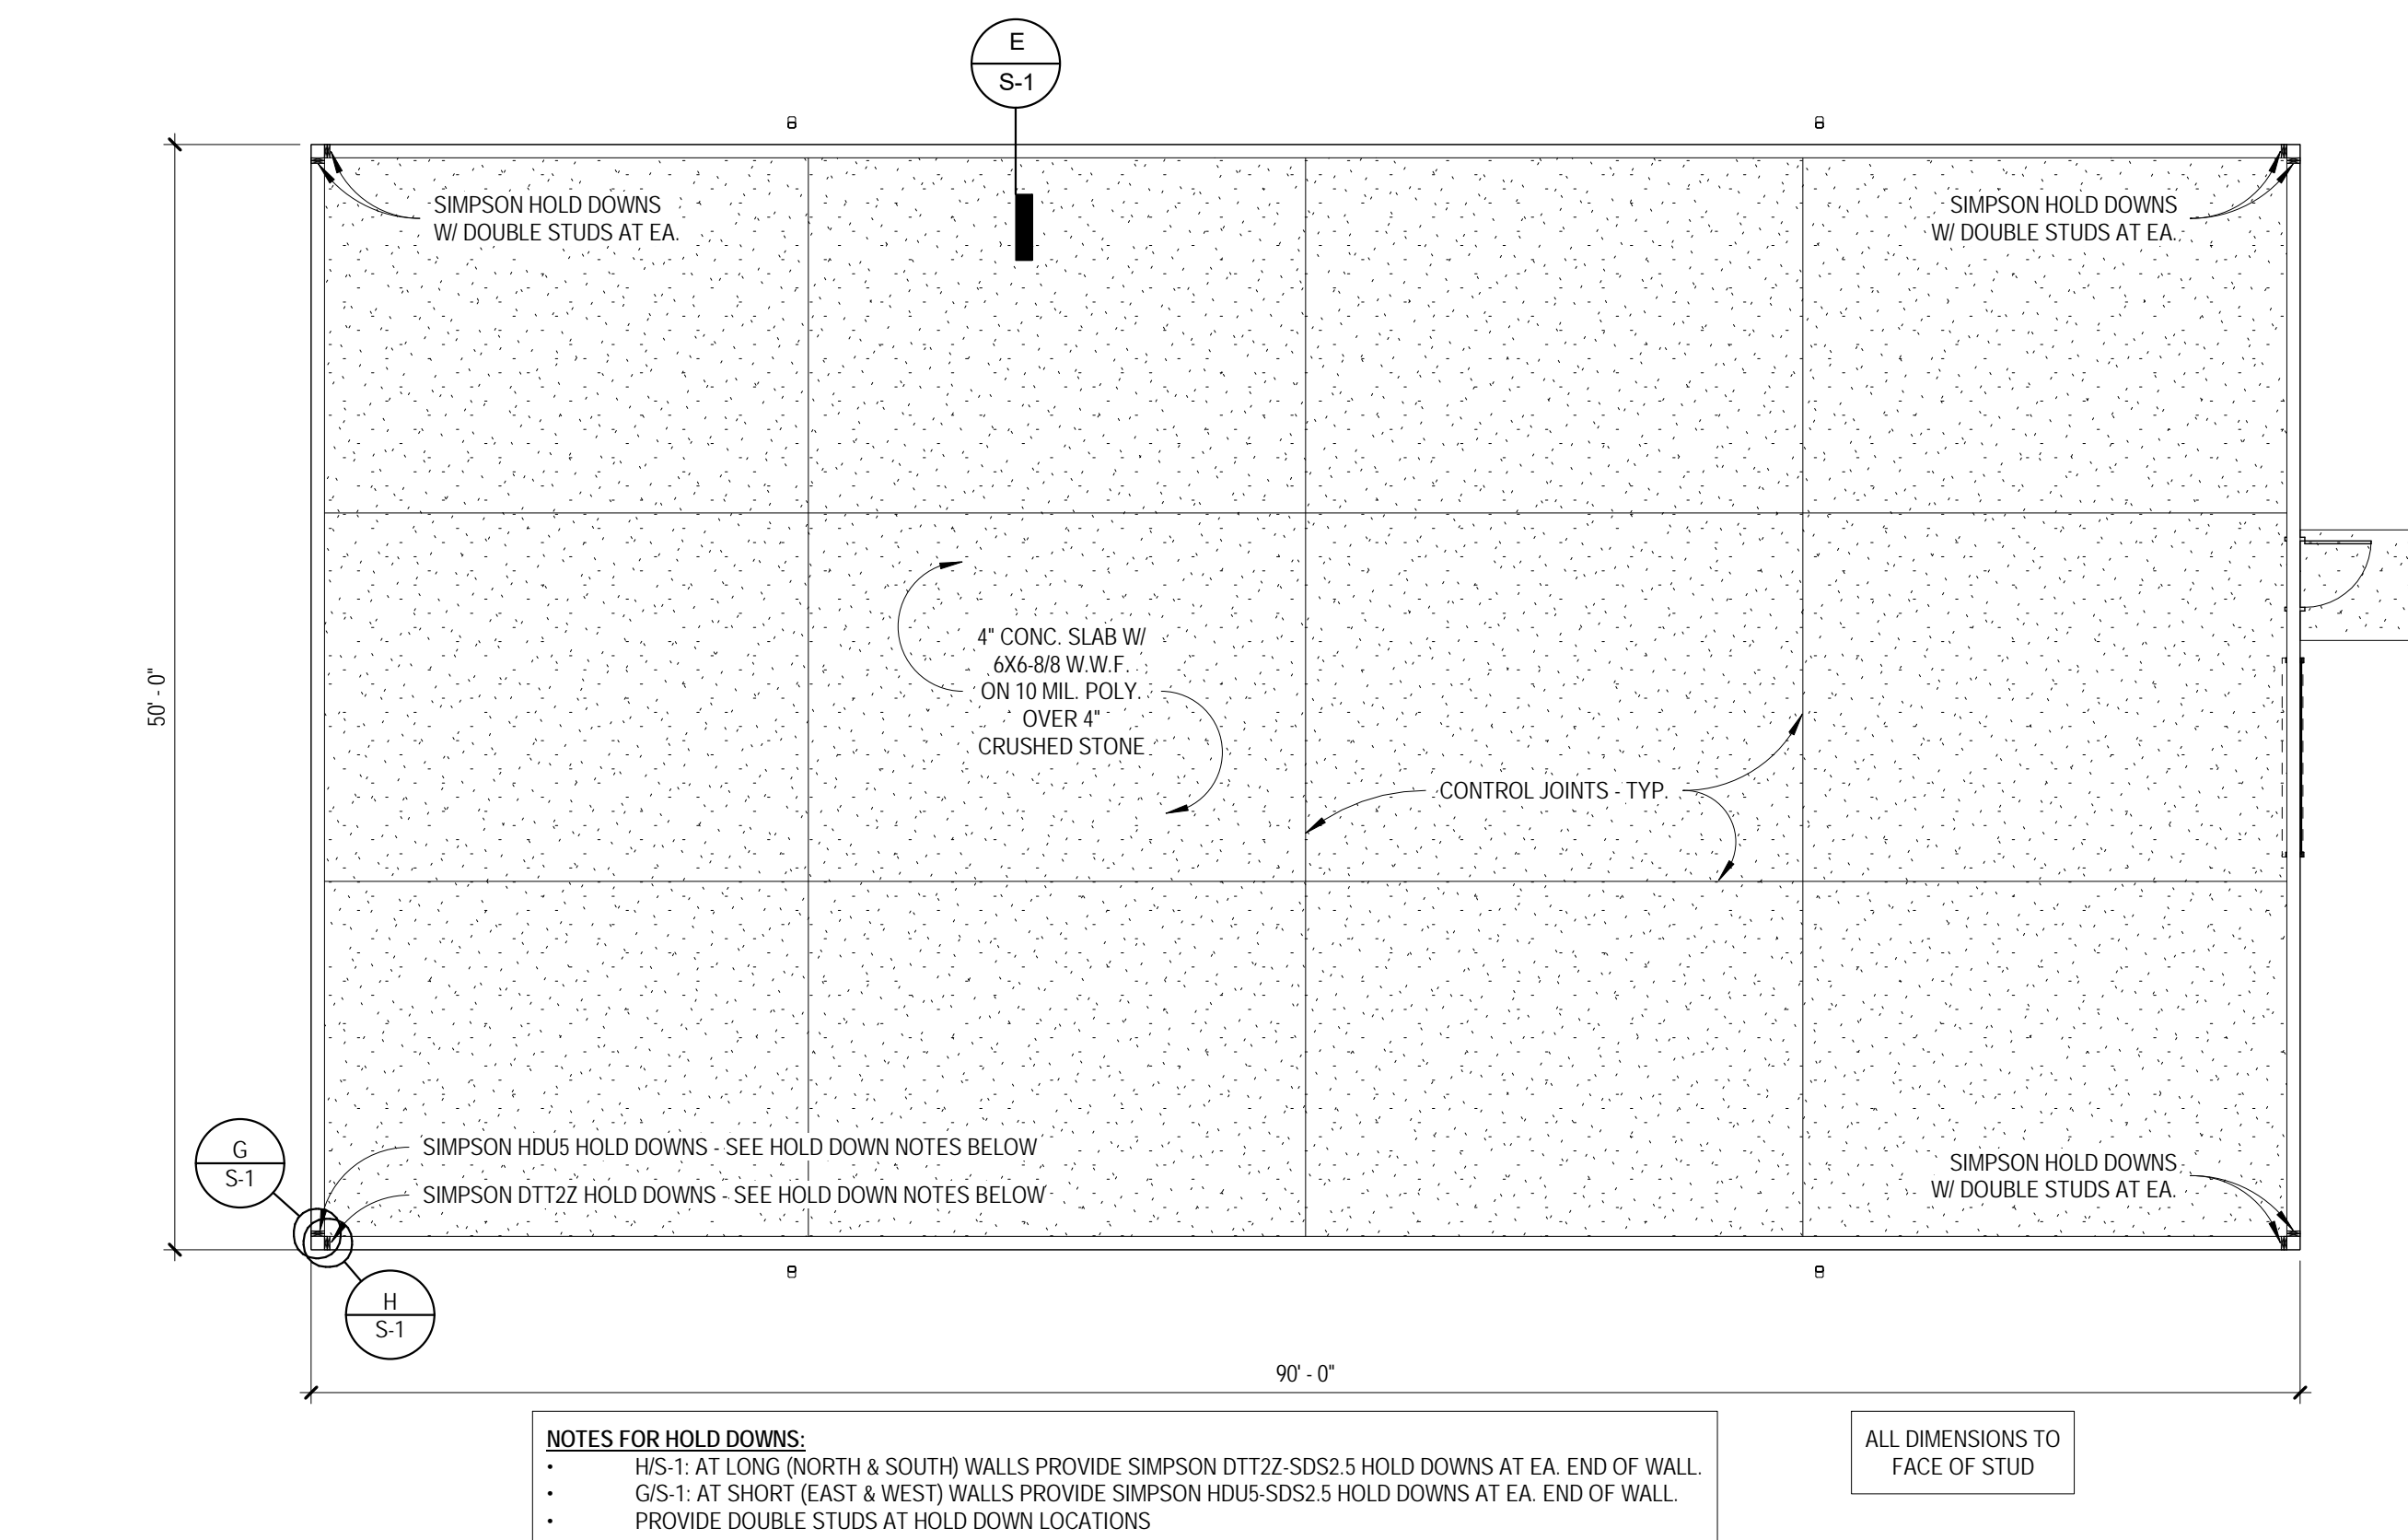 E
S-1
SIMPSON HOLD DOWNS
W/ DOUBLE STUDS AT EA.
SIMPSON HOLD DOWNS
W/ DOUBLE STUDS AT EA.
50' - 0"
4" CONC. SLAB W/
6X6-8/8 W.W.F.
ON 10 MIL. POLY.
OVER 4"
CRUSHED STONE
CONTROL JOINTS - TYP.
G
S-1
SIMPSON HDU5 HOLD DOWNS - SEE HOLD DOWN NOTES BELOW
SIMPSON DTT2Z HOLD DOWNS - SEE HOLD DOWN NOTES BELOW
SIMPSON HOLD DOWNS
W/ DOUBLE STUDS AT EA.
H
S-1
90' - 0"
NOTES FOR HOLD DOWNS:
• H/S-1: AT LONG (NORTH & SOUTH) WALLS PROVIDE SIMPSON DTT2Z-SDS2.5 HOLD DOWNS AT EA. END OF WALL.
• G/S-1: AT SHORT (EAST & WEST) WALLS PROVIDE SIMPSON HDU5-SDS2.5 HOLD DOWNS AT EA. END OF WALL.
• PROVIDE DOUBLE STUDS AT HOLD DOWN LOCATIONS
ALL DIMENSIONS TO
FACE OF STUD